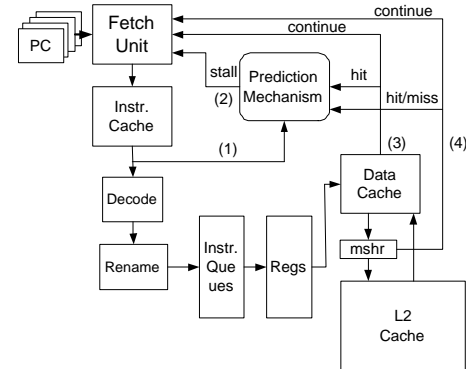 continue
Fetch
Unit
PC
continue
stall
(2)
Prediction
Mechanism
hit
hit/miss
Instr.
Cache
(1)
(3)
(4)
Decode
Data
Cache
Rename
Instr.
Que
ues
Regs
mshr
L2
Cache